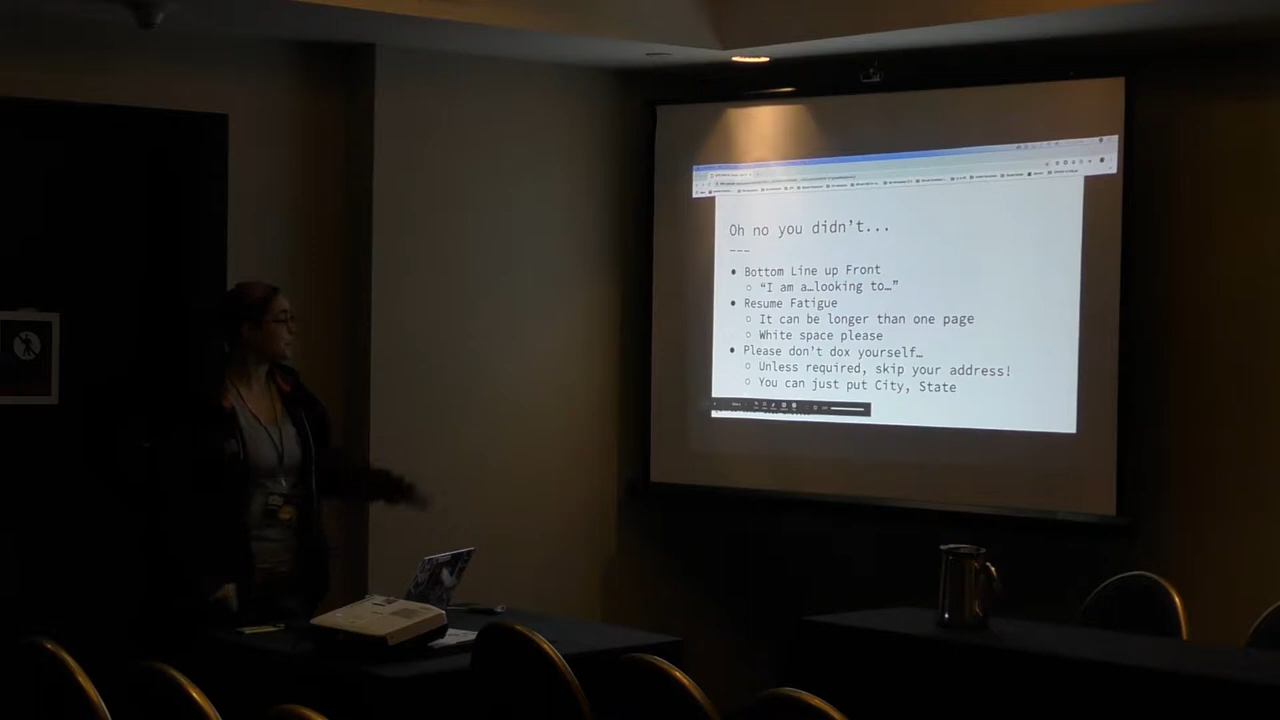 Oh no you didn't...
---
● Bottom Line up Front
○ “I am a…looking to…”
● Resume Fatigue
○ It can be longer than one page
○ White space please
● Please don't dox yourself…
○ Unless required, skip your address!
○ You can just put City, State